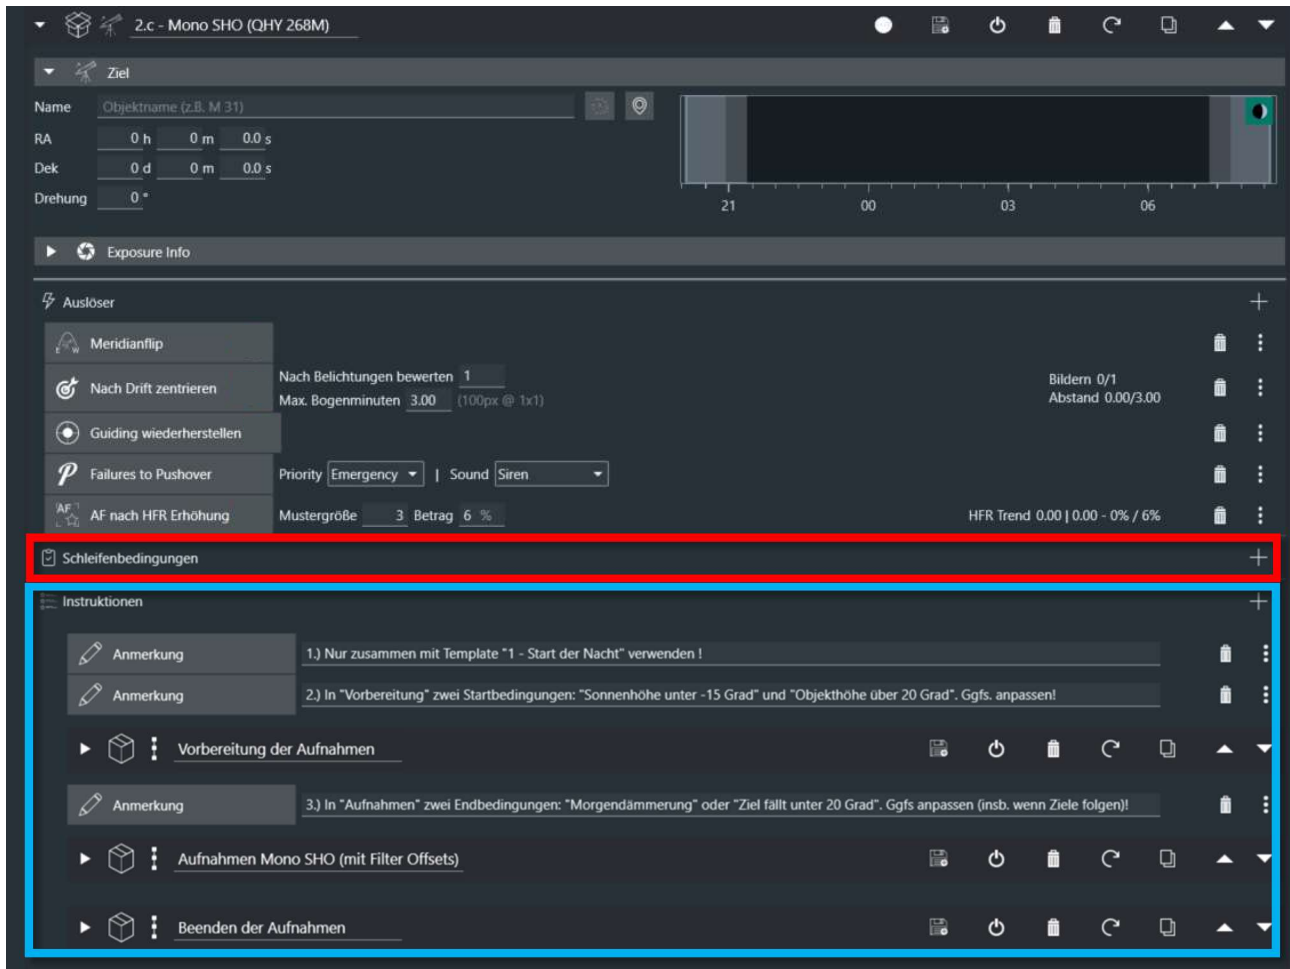 2.c - Mono SHO (QHY 268M)
Ziel
Name Objektname (z.B. M 31)
RA 0 h 0 m 0.0 s
Dek 0 d 0 m 0.0 s
Drehung 0 °
21 00 03 06
Exposure Info
Auslöser
E W Meridianflip
Nach Drift zentrieren
Nach Belichtungen bewerten 1
Max. Bogenminuten 3.00 (100px @ 1x1)
Bildern 0/1
Abstand 0.00/3.00
Guiding wiederherstellen
Failures to Pushover Priority Emergency | Sound Siren
AF AF nach HFR Erhöhung Mustergröße 3 Betrag 6 % HFR Trend 0.00 | 0.00 - 0% / 6%
Schleifenbedingungen
Instruktionen
Anmerkung 1.) Nur zusammen mit Template "1 - Start der Nacht" verwenden !
Anmerkung 2.) In "Vorbereitung" zwei Startbedingungen: "Sonnenhöhe unter -15 Grad" und "Objekthöhe über 20 Grad". Ggfs. anpassen!
Vorbereitung der Aufnahmen
Anmerkung 3.) In "Aufnahmen" zwei Endbedingungen: "Morgendämmerung" oder "Ziel fällt unter 20 Grad". Ggfs anpassen (insb. wenn Ziele folgen)!
Aufnahmen Mono SHO (mit Filter Offsets)
Beenden der Aufnahmen